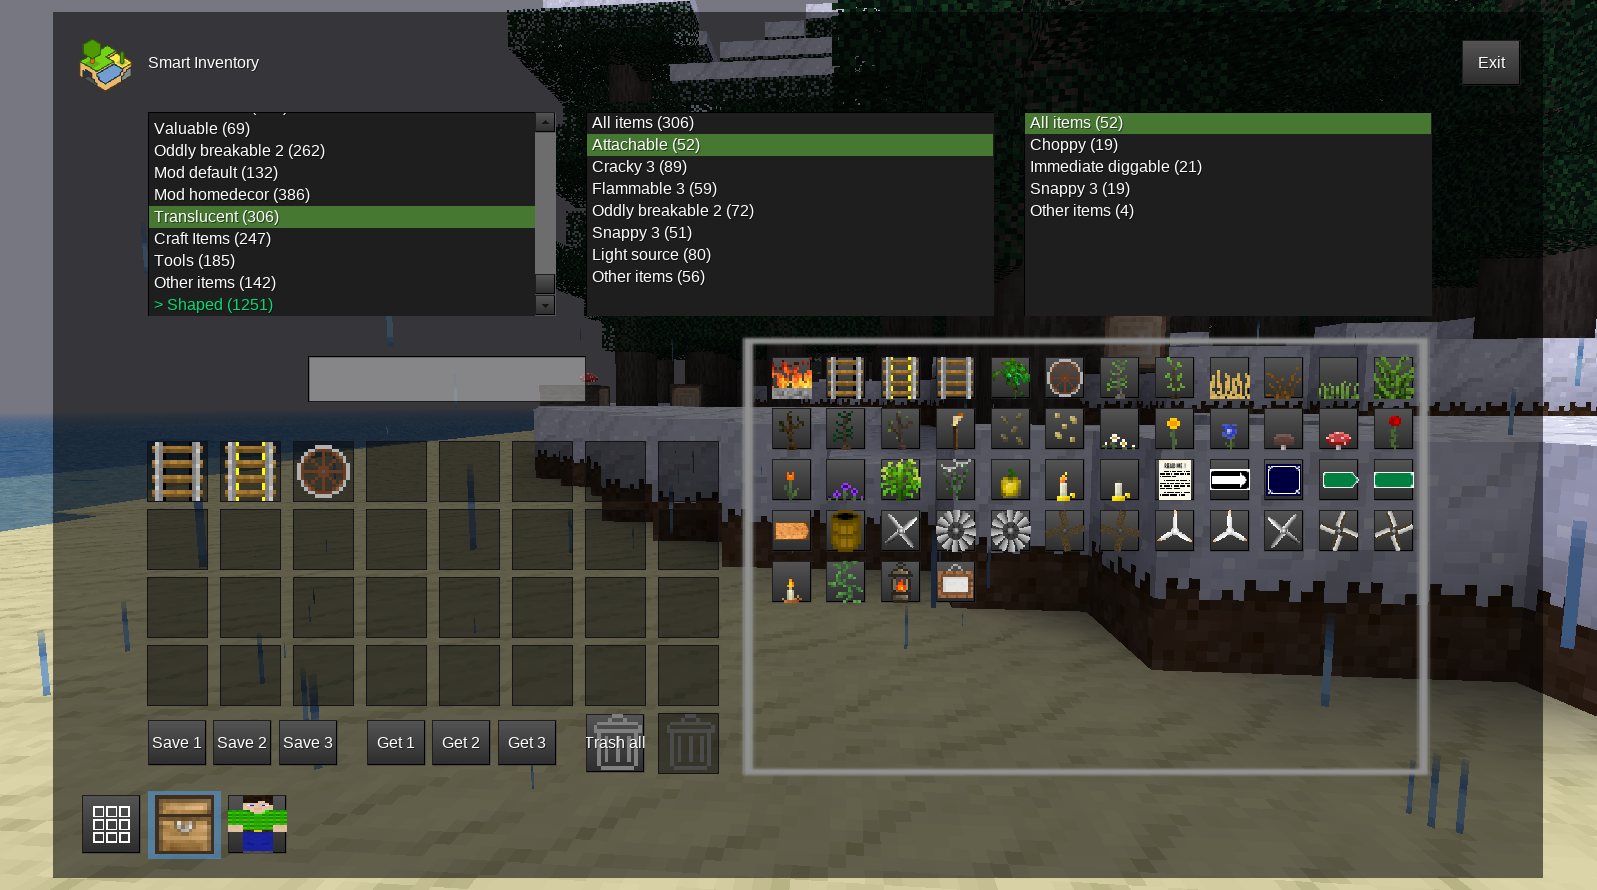 Smart Inventory
Exit
Valuable (69)
Oddly breakable 2 (262)
Mod default (132)
Mod homedecor (386)
Translucent (306)
Craft Items (247)
Tools (185)
Other items (142)
> Shaped (1251)
All items (306)
Attachable (52)
Cracky 3 (89)
Flammable 3 (59)
Oddly breakable 2 (72)
Snappy 3 (51)
Light source (80)
Other items (56)
All items (52)
Choppy (19)
Immediate diggable (21)
Snappy 3 (19)
Other items (4)
Save 1
Save 2
Save 3
Get 1
Get 2
Get 3
Trash all